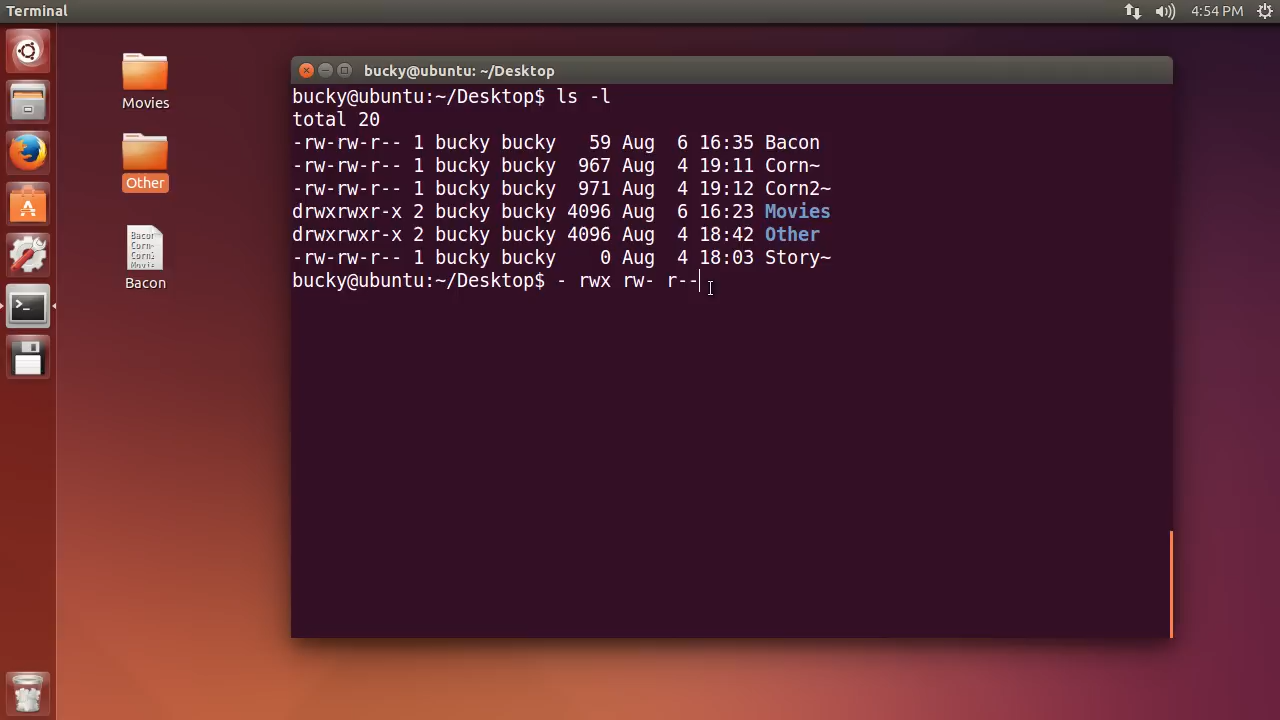 Terminal
4:54 PM
Movies
Other
Bacon
bucky@ubuntu: ~/Desktop
bucky@ubuntu:~/Desktop$ ls -l
total 20
-rw-rw-r-- 1 bucky bucky   59 Aug  6 16:35 Bacon
-rw-rw-r-- 1 bucky bucky  967 Aug  4 19:11 Corn~
-rw-rw-r-- 1 bucky bucky  971 Aug  4 19:12 Corn2~
drwxrwxr-x 2 bucky bucky 4096 Aug  6 16:23 Movies
drwxrwxr-x 2 bucky bucky 4096 Aug  4 18:42 Other
-rw-rw-r-- 1 bucky bucky    0 Aug  4 18:03 Story~
bucky@ubuntu:~/Desktop$ - rwx rw- r--